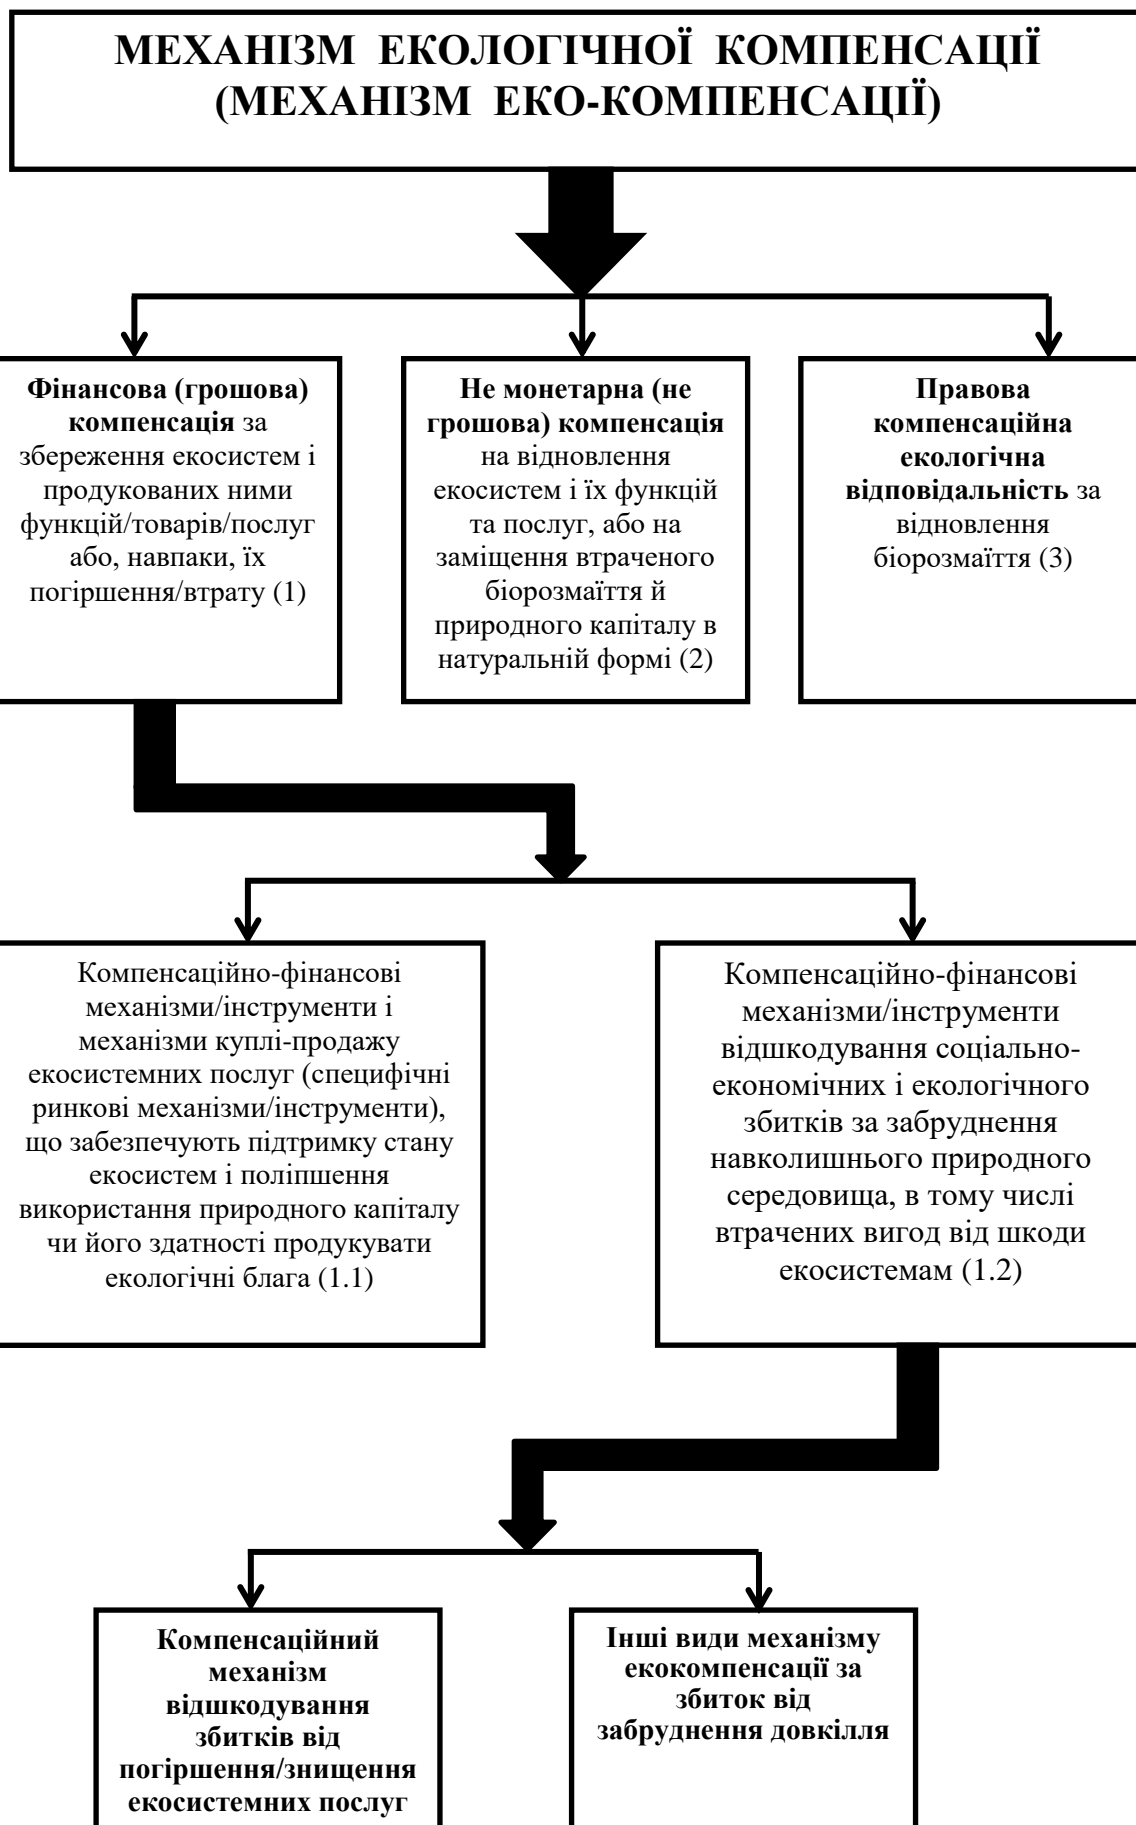 МЕХАНІЗМ ЕКОЛОГІЧНОЇ КОМПЕНСАЦІЇ
(МЕХАНІЗМ ЕКО-КОМПЕНСАЦІЇ)
Фінансова (грошова)
компенсація за
збереження екосистем і
продукованих ними
функцій/товарів/послуг
або, навпаки, їх
погіршення/втрату (1)
Не монетарна (не
грошова) компенсація
на відновлення
екосистем і їх функцій
та послуг, або на
заміщення втраченого
біорозмаїття й
природного капіталу в
натуральній формі (2)
Правова
компенсаційна
екологічна
відповідальність за
відновлення
біорозмаїття (3)
Компенсаційно-фінансові
механізми/інструменти і
механізми куплі-продажу
екосистемних послуг (специфічні
ринкові механізми/інструменти),
що забезпечують підтримку стану
екосистем і поліпшення
використання природного капіталу
чи його здатності продукувати
екологічні блага (1.1)
Компенсаційно-фінансові
механізми/інструменти
відшкодування соціально-
економічних і екологічного
збитків за забруднення
навколишнього природного
середовища, в тому числі
втрачених вигод від шкоди
екосистемам (1.2)
Компенсаційний
механізм
відшкодування
збитків від
погіршення/знищення
екосистемних послуг
Інші види механізму
екокомпенсації за
збиток від
забруднення довкілля